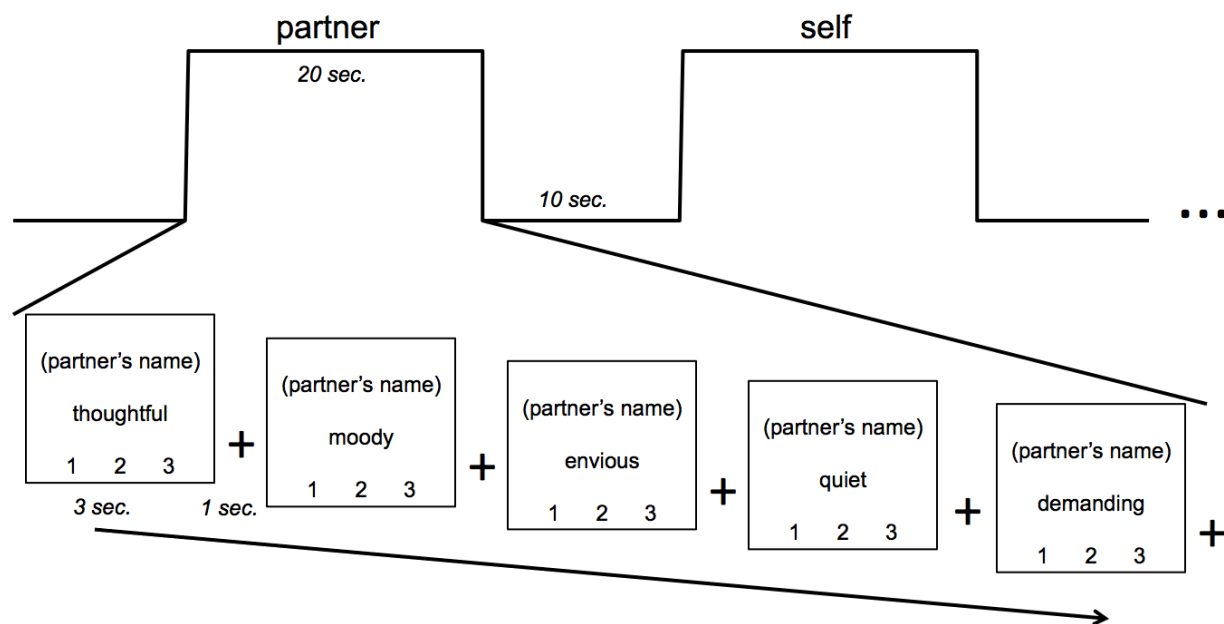 partner
self
20 sec.
10 sec.
...
(partner's name)
thoughtful
1 2 3
+
(partner's name)
moody
1 2 3
+
(partner's name)
envious
1 2 3
+
(partner's name)
quiet
1 2 3
+
(partner's name)
demanding
1 2 3
+
3 sec.
1 sec.